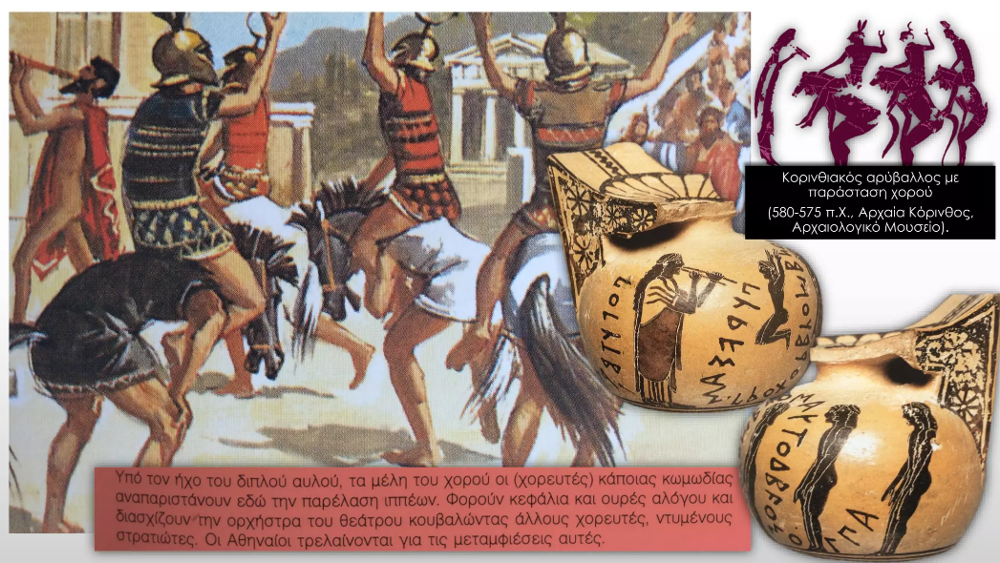 Κορινθιακός αρύβαλλος με
παράσταση χορού
(580-575 π.Χ., Αρχαία Κόρινθος,
Αρχαιολογικό Μουσείο).
Υπό τον ήχο του διπλού αυλού, τα μέλη του χορού οι (χορευτές) κάποιας κωμωδίας
αναπαριστάνουν εδώ την παρέλαση ιππέων. Φορούν κεφάλια και ουρές αλόγου και
διασχίζουν την ορχήστρα του θεάτρου κουβαλώντας άλλους χορευτές, ντυμένους
στρατιώτες. Οι Αθηναίοι τρελαίνονται για τις μεταμφιέσεις αυτές.